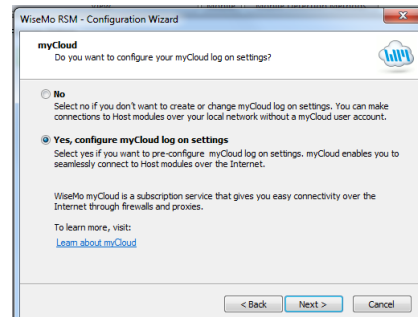 WiseMo RSM - Configuration Wizard
myCloud
Do you want to configure your myCloud log on settings?
No
Select no if you don't want to create or change myCloud log on settings. You can make
connections to Host modules over your local network without a myCloud user account.
Yes, configure myCloud log on settings
Select yes if you want to pre-configure myCloud log on settings. myCloud enables you to
seamlessly connect to Host modules over the Internet.
WiseMo myCloud is a subscription service that gives you easy connectivity over the
Internet through firewalls and proxies.
To learn more, visit:
Learn about myCloud
< Back Next > Cancel